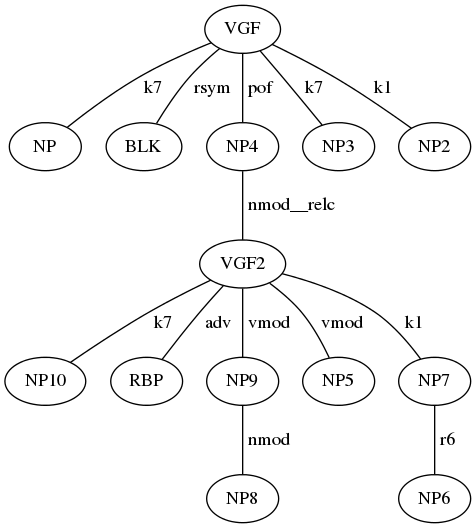 VGF
k7 rsym pof k7 k1
NP BLK NP4 NP3 NP2
nmod__relc
VGF2
k7 adv vmod vmod k1
NP10 RBP NP9 NP5 NP7
nmod r6
NP8 NP6